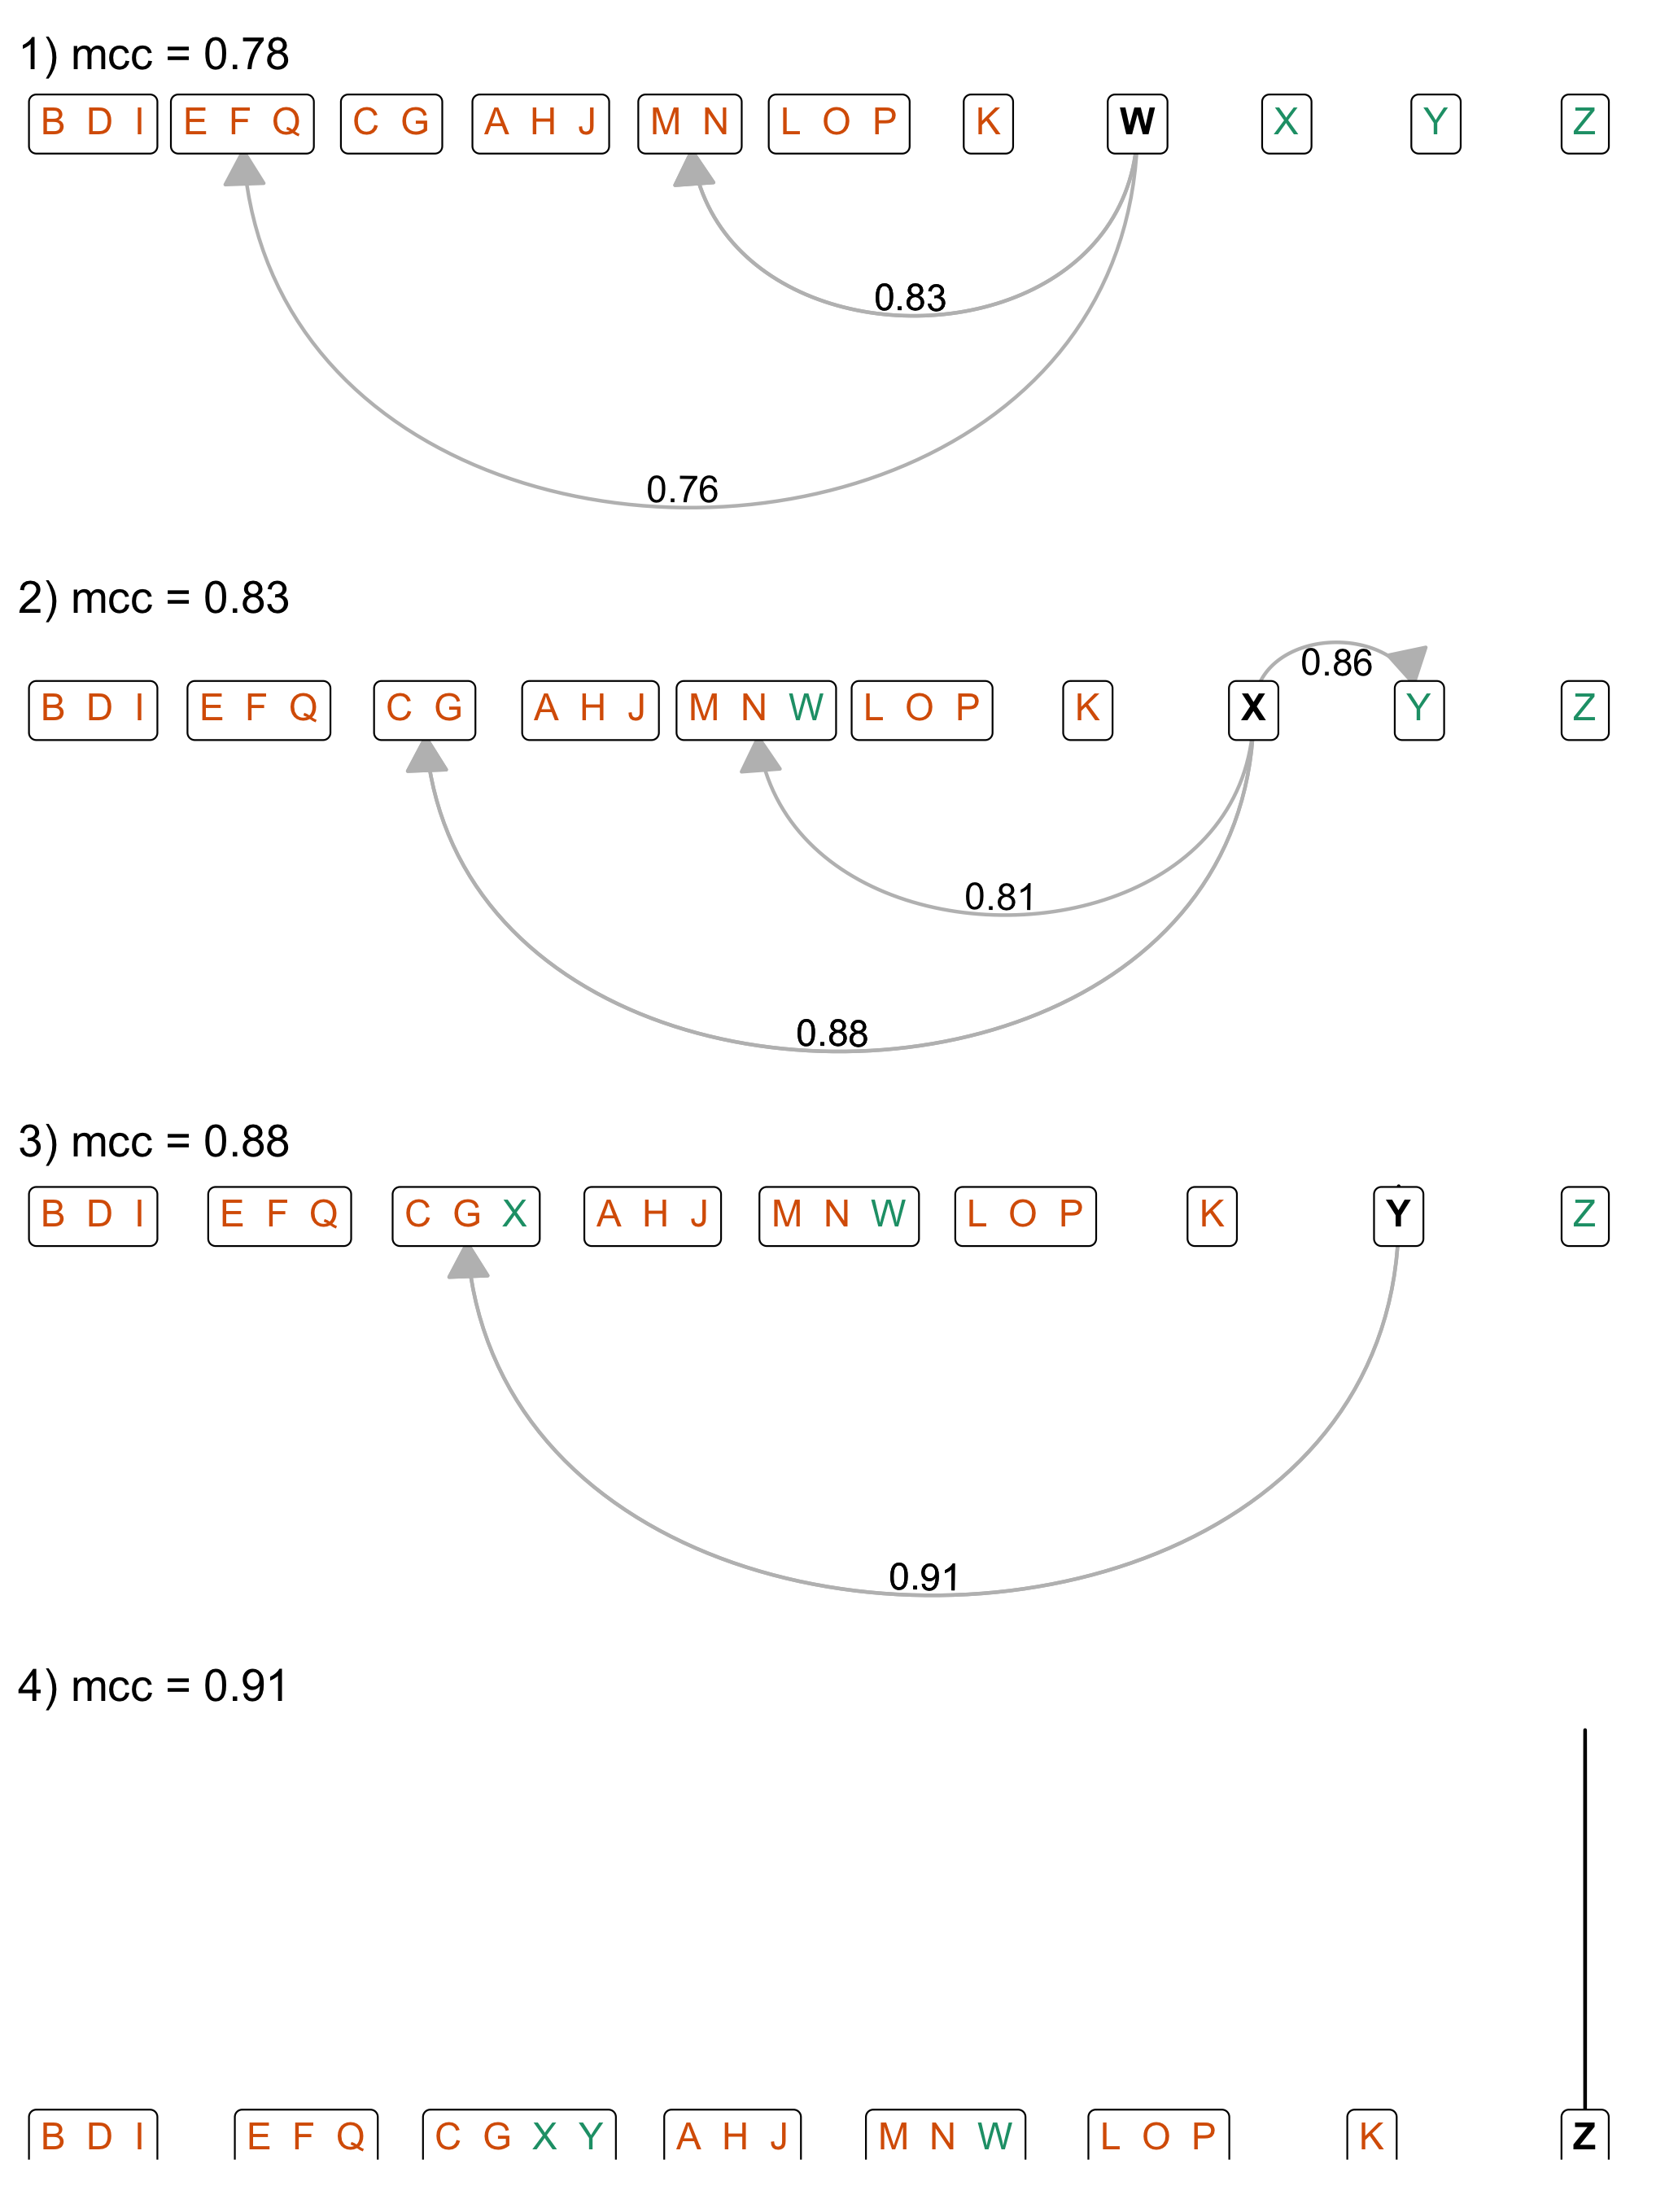 1) mcc = 0.78
B D I E F Q C G A H J M N L O P K W X Y Z
0.83
0.76
2) mcc = 0.83
0.86
B D I E F Q C G A H J M N W L O P K X Y Z
0.81
0.88
3) mcc = 0.88
B D I E F Q C G X A H J M N W L O P K Y Z
0.91
4) mcc = 0.91
B D I E F Q C G X Y A H J M N W L O P K Z